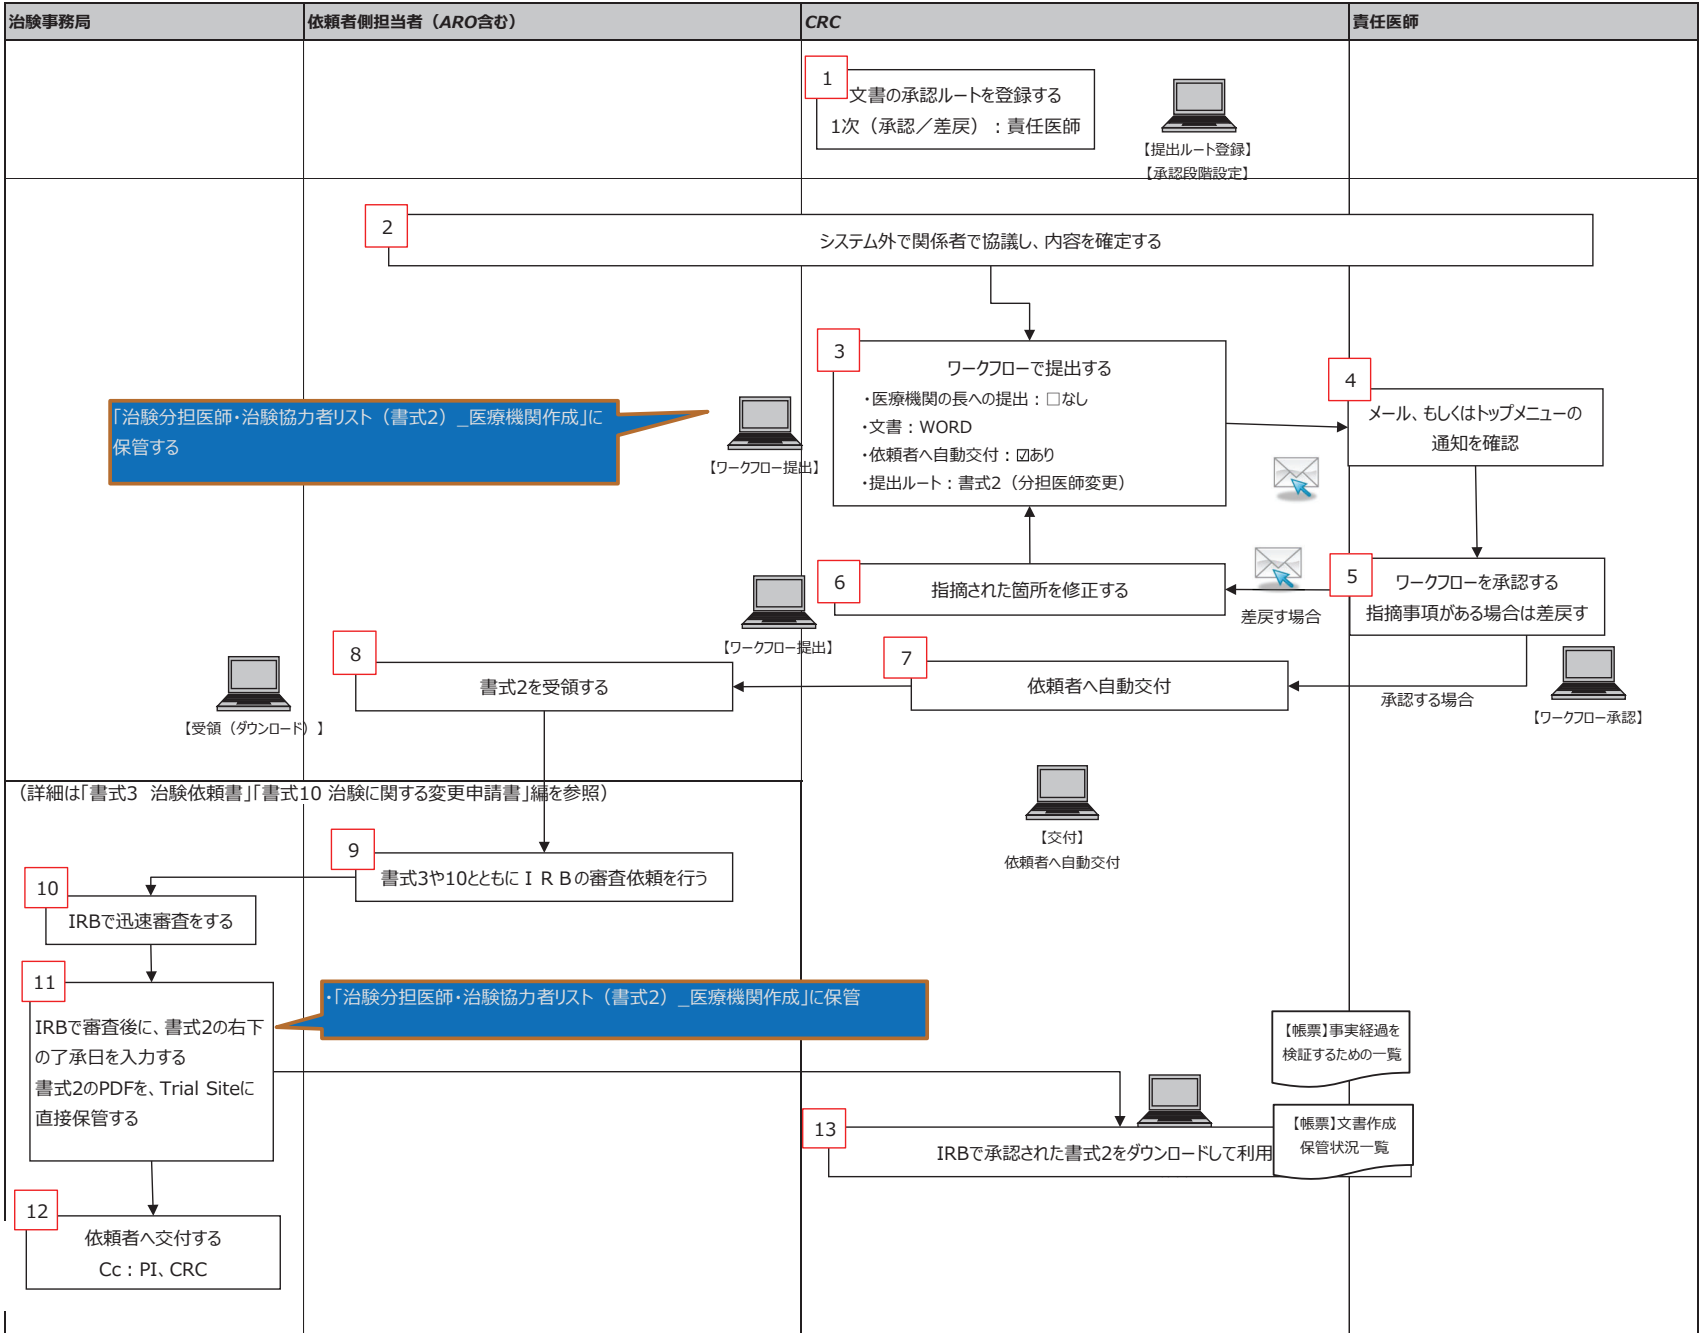 治験事務局
依頼者側担当者（ARO含む）
CRC
責任医師
1
文書の承認ルートを登録する
1次（承認／差戻）：責任医師
【提出ルート登録】
【承認段階設定】
2
システム外で関係者で協議し、内容を確定する
3
ワークフローで提出する
・医療機関の長への提出：□なし
・文書：WORD
・依頼者へ自動交付：☑あり
・提出ルート：書式2（分担医師変更）
「治験分担医師・治験協力者リスト（書式2）_医療機関作成」に
保管する
【ワークフロー提出】
4
メール、もしくはトップメニューの
通知を確認
5
ワークフローを承認する
指摘事項がある場合は差戻す
差戻す場合
6
指摘された箇所を修正する
【ワークフロー提出】
承認する場合
【ワークフロー承認】
7
依頼者へ自動交付
8
書式2を受領する
【受領（ダウンロード）】
【交付】
依頼者へ自動交付
（詳細は「書式3 治験依頼書」「書式10 治験に関する変更申請書」編を参照）
9
書式3や10とともにＩＲＢの審査依頼を行う
10
IRBで迅速審査をする
11
IRBで審査後に、書式2の右下
の了承日を入力する
書式2のPDFを、Trial Siteに
直接保管する
・「治験分担医師・治験協力者リスト（書式2）_医療機関作成」に保管
【帳票】事実経過を
検証するための一覧
【帳票】文書作成
保管状況一覧
13
IRBで承認された書式2をダウンロードして利用
12
依頼者へ交付する
Cc：PI、CRC